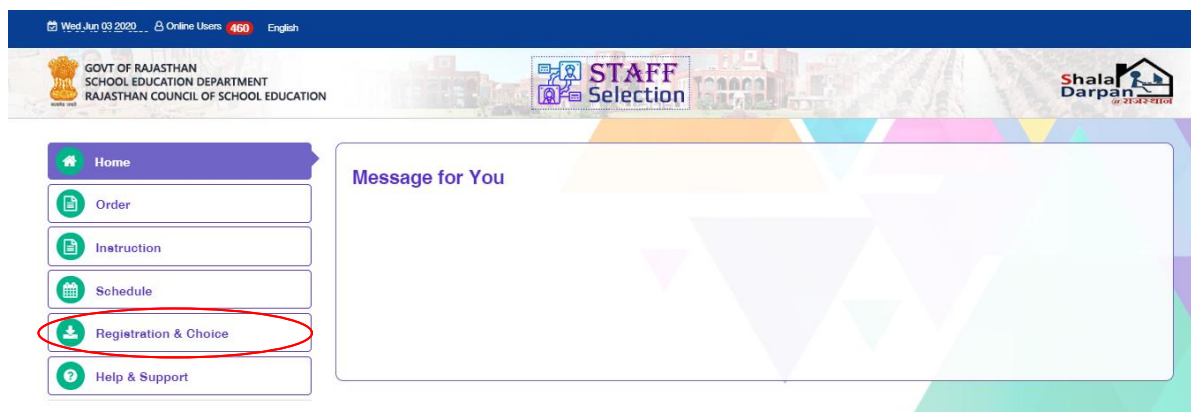 Wed Jun 03 2020 Online Users 460 English
GOVT OF RAJASTHAN
SCHOOL EDUCATION DEPARTMENT
RAJASTHAN COUNCIL OF SCHOOL EDUCATION
STAFF
Selection
Shala
Darpan
@ राजस्थान
Home
Order
Instruction
Schedule
Registration & Choice
Help & Support
Message for You